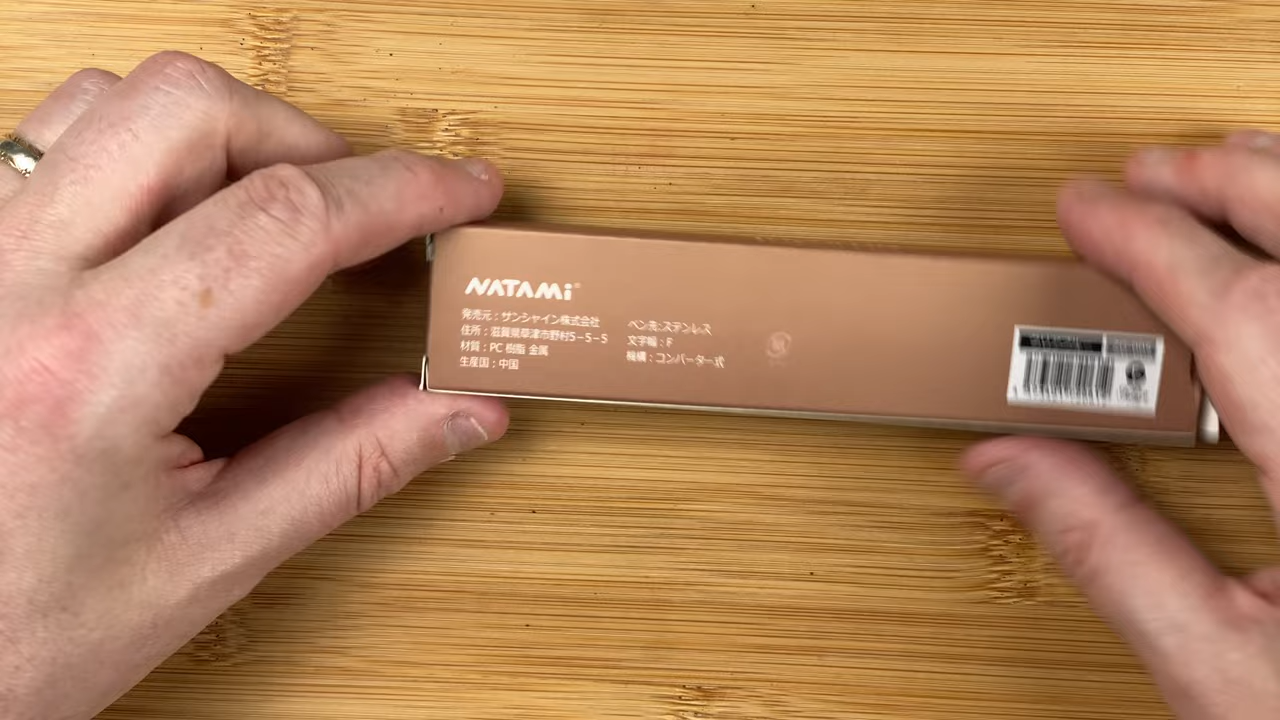 NATAMi
発売元：サンシャイン株式会社
住所：滋賀県草津市野村5-5-5
材質：PC 樹脂 金属
生産国：中国
ペン先:ステンレス
文字幅：F
機構：コンバーター式